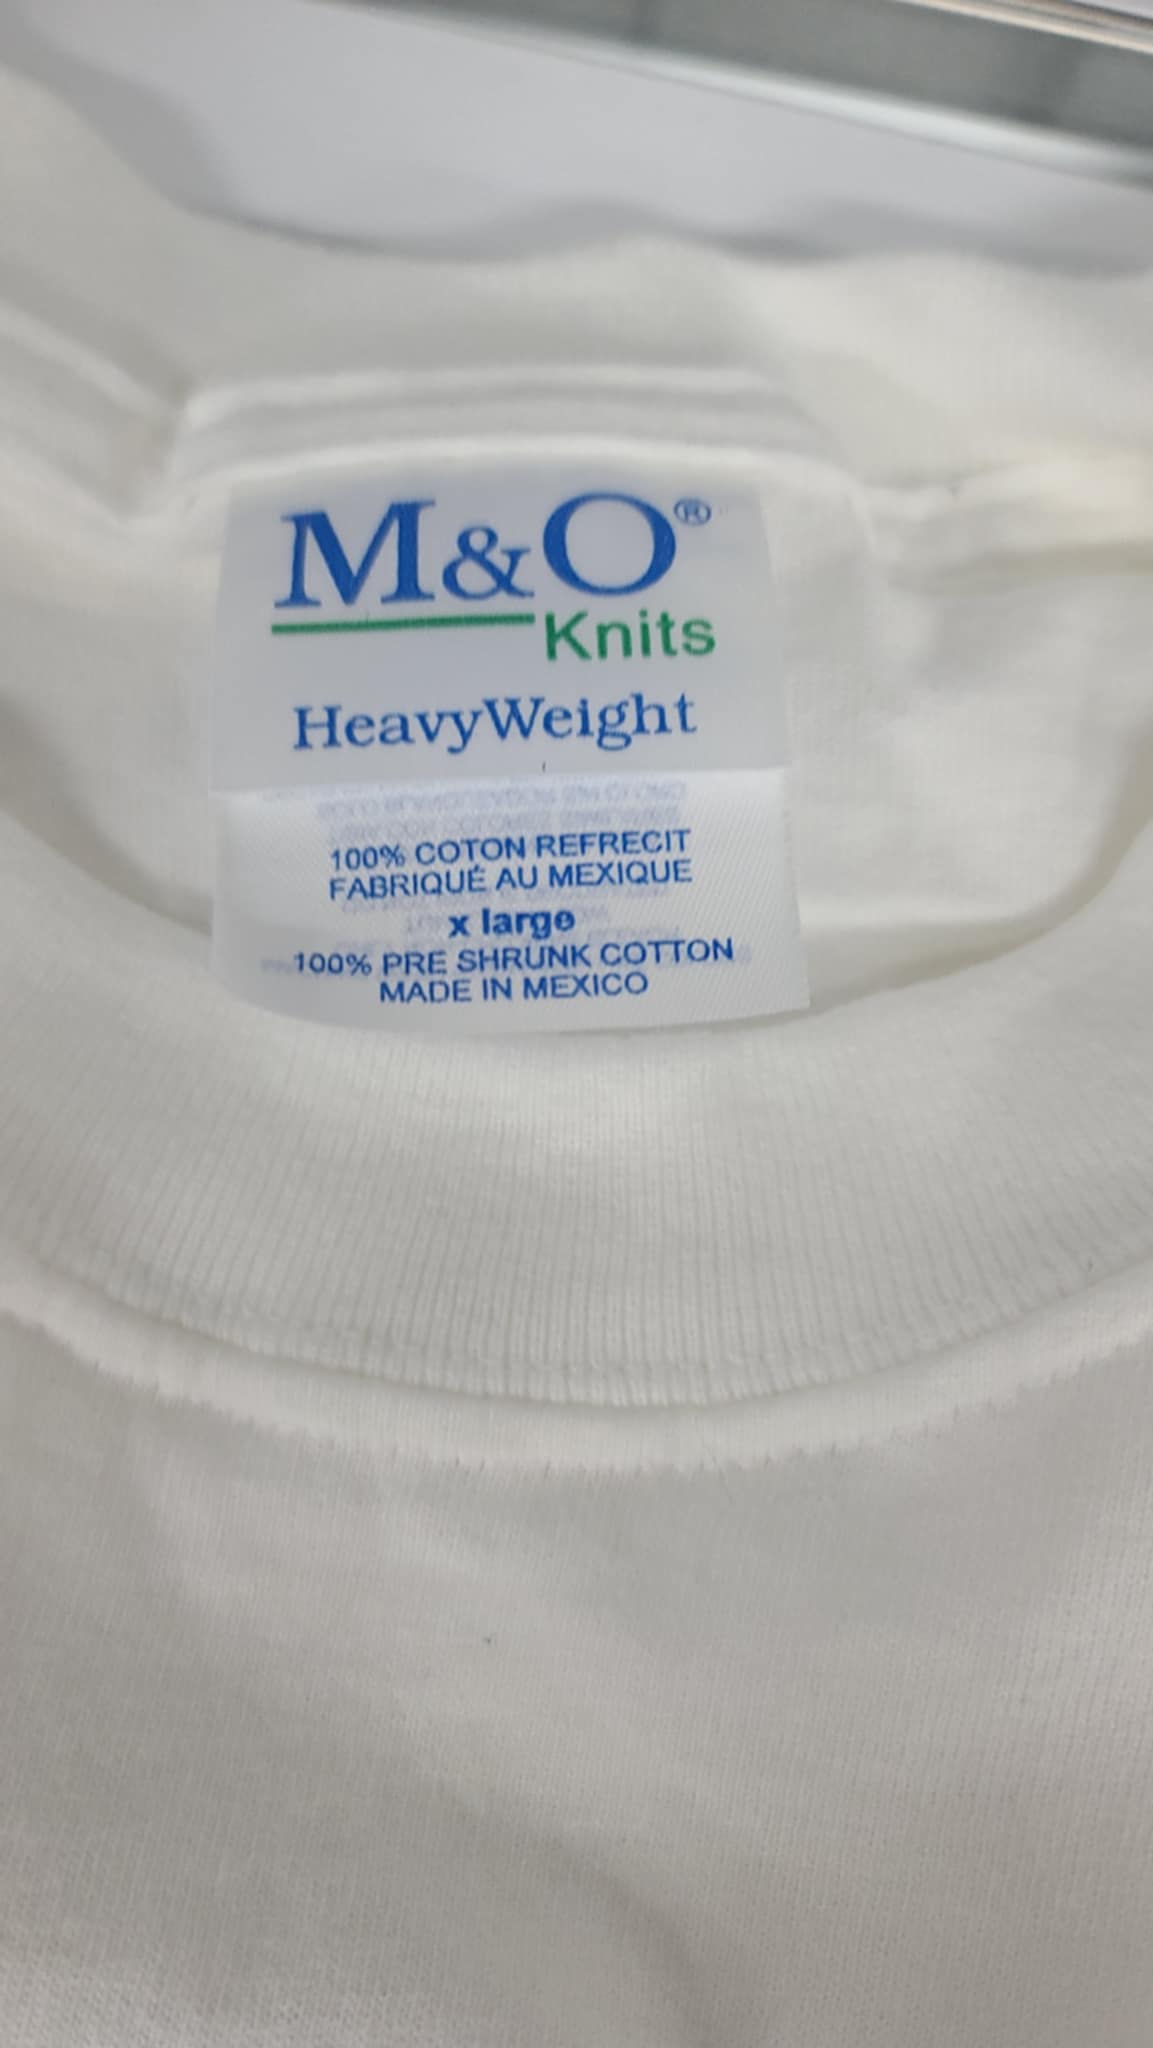 M&O®
Knits
HeavyWeight
100% COTON REFRECIT
FABRIQUÉ AU MEXIQUE
x large
100% PRE SHRUNK COTTON
MADE IN MEXICO